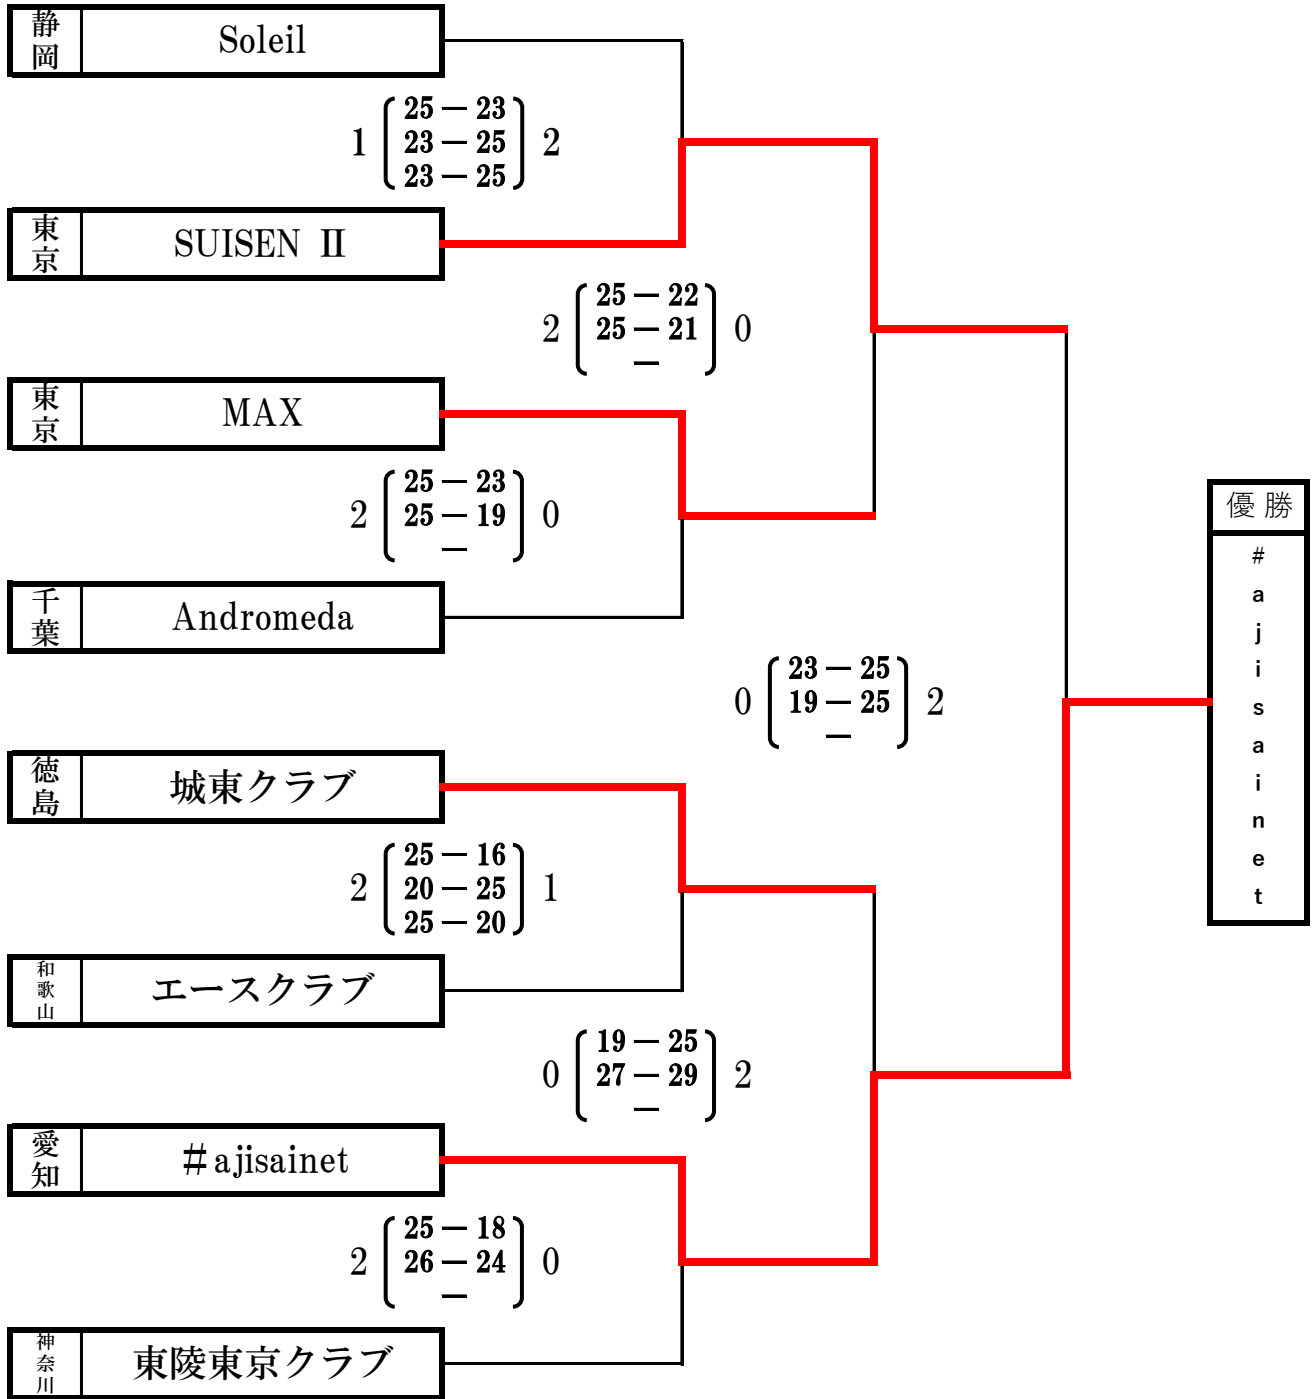 静岡 Soleil
1 25 — 23 2
23 — 25
23 — 25
東京 SUISEN Ⅱ
2 25 — 22 0
25 — 21
—
東京 MAX
2 25 — 23 0
25 — 19
—
千葉 Andromeda
優勝
#ajisainet
0 23 — 25 2
19 — 25
—
徳島 城東クラブ
2 25 — 16 1
20 — 25
25 — 20
和歌山 エースクラブ
0 19 — 25 2
27 — 29
—
愛知 #ajisainet
2 25 — 18 0
26 — 24
—
神奈川 東陵東京クラブ